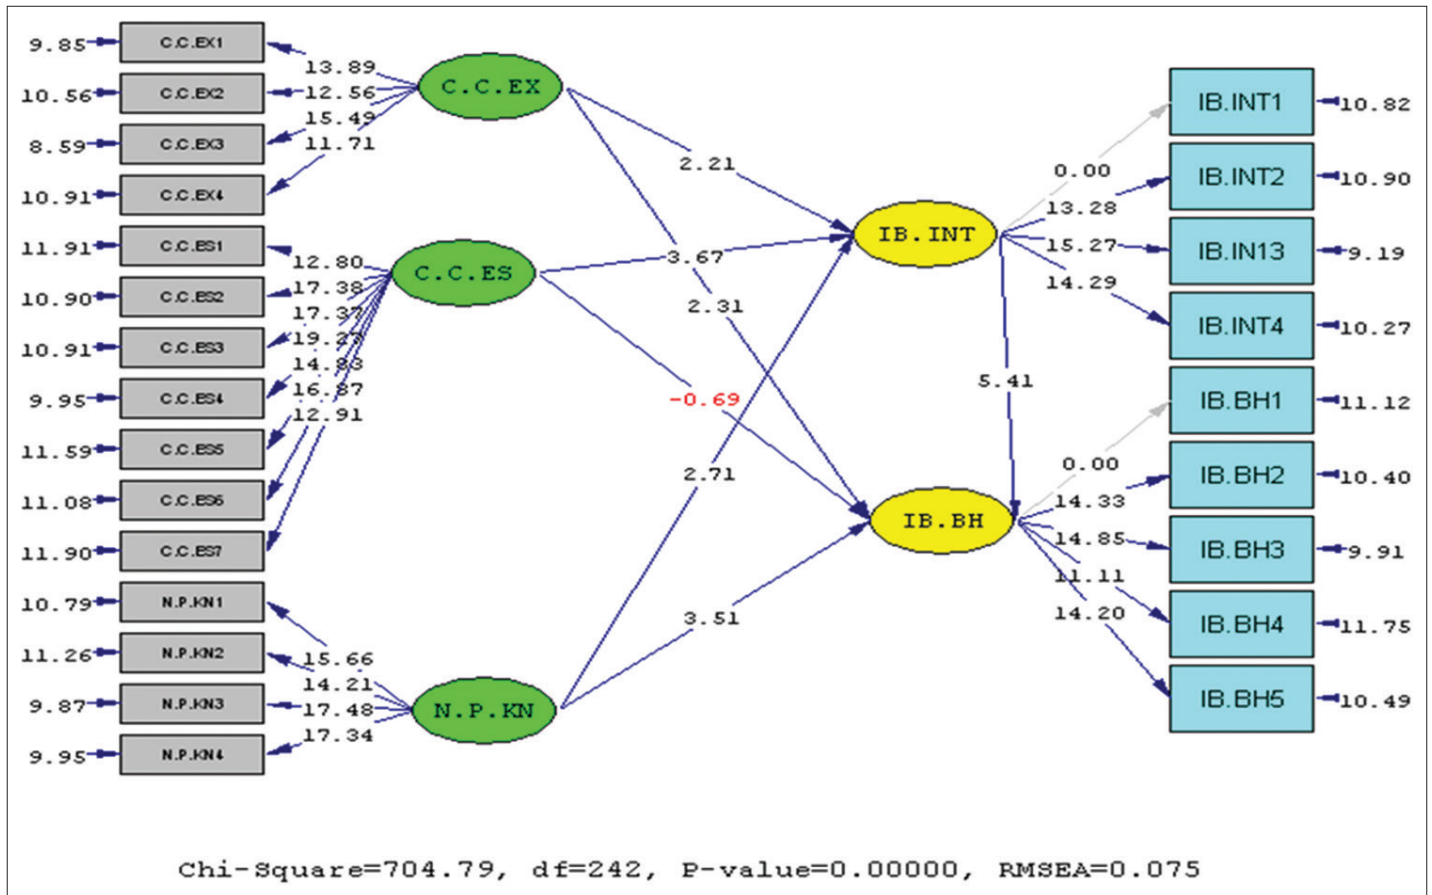 9.85 C.C.EX1
10.56 C.C.EX2
8.59 C.C.EX3
10.91 C.C.EX4
11.91 C.C.ES1
10.90 C.C.ES2
10.91 C.C.ES3
9.95 C.C.ES4
11.59 C.C.ES5
11.08 C.C.ES6
11.90 C.C.ES7
10.79 N.P.KN1
11.26 N.P.KN2
9.87 N.P.KN3
9.95 N.P.KN4
13.89
12.56
15.49
11.71
12.80
17.38
17.37
19.27
14.83
16.87
12.91
15.66
14.21
17.48
17.34
C.C.EX
C.C.ES
N.P.KN
2.21
3.67
2.31
-0.69
2.71
3.51
IB.INT
5.41
IB.BH
0.00
13.28
15.27
14.29
0.00
14.33
14.85
11.11
14.20
IB.INT1 10.82
IB.INT2 10.90
IB.IN13 9.19
IB.INT4 10.27
IB.BH1 11.12
IB.BH2 10.40
IB.BH3 9.91
IB.BH4 11.75
IB.BH5 10.49
Chi-Square=704.79, df=242, P-value=0.00000, RMSEA=0.075